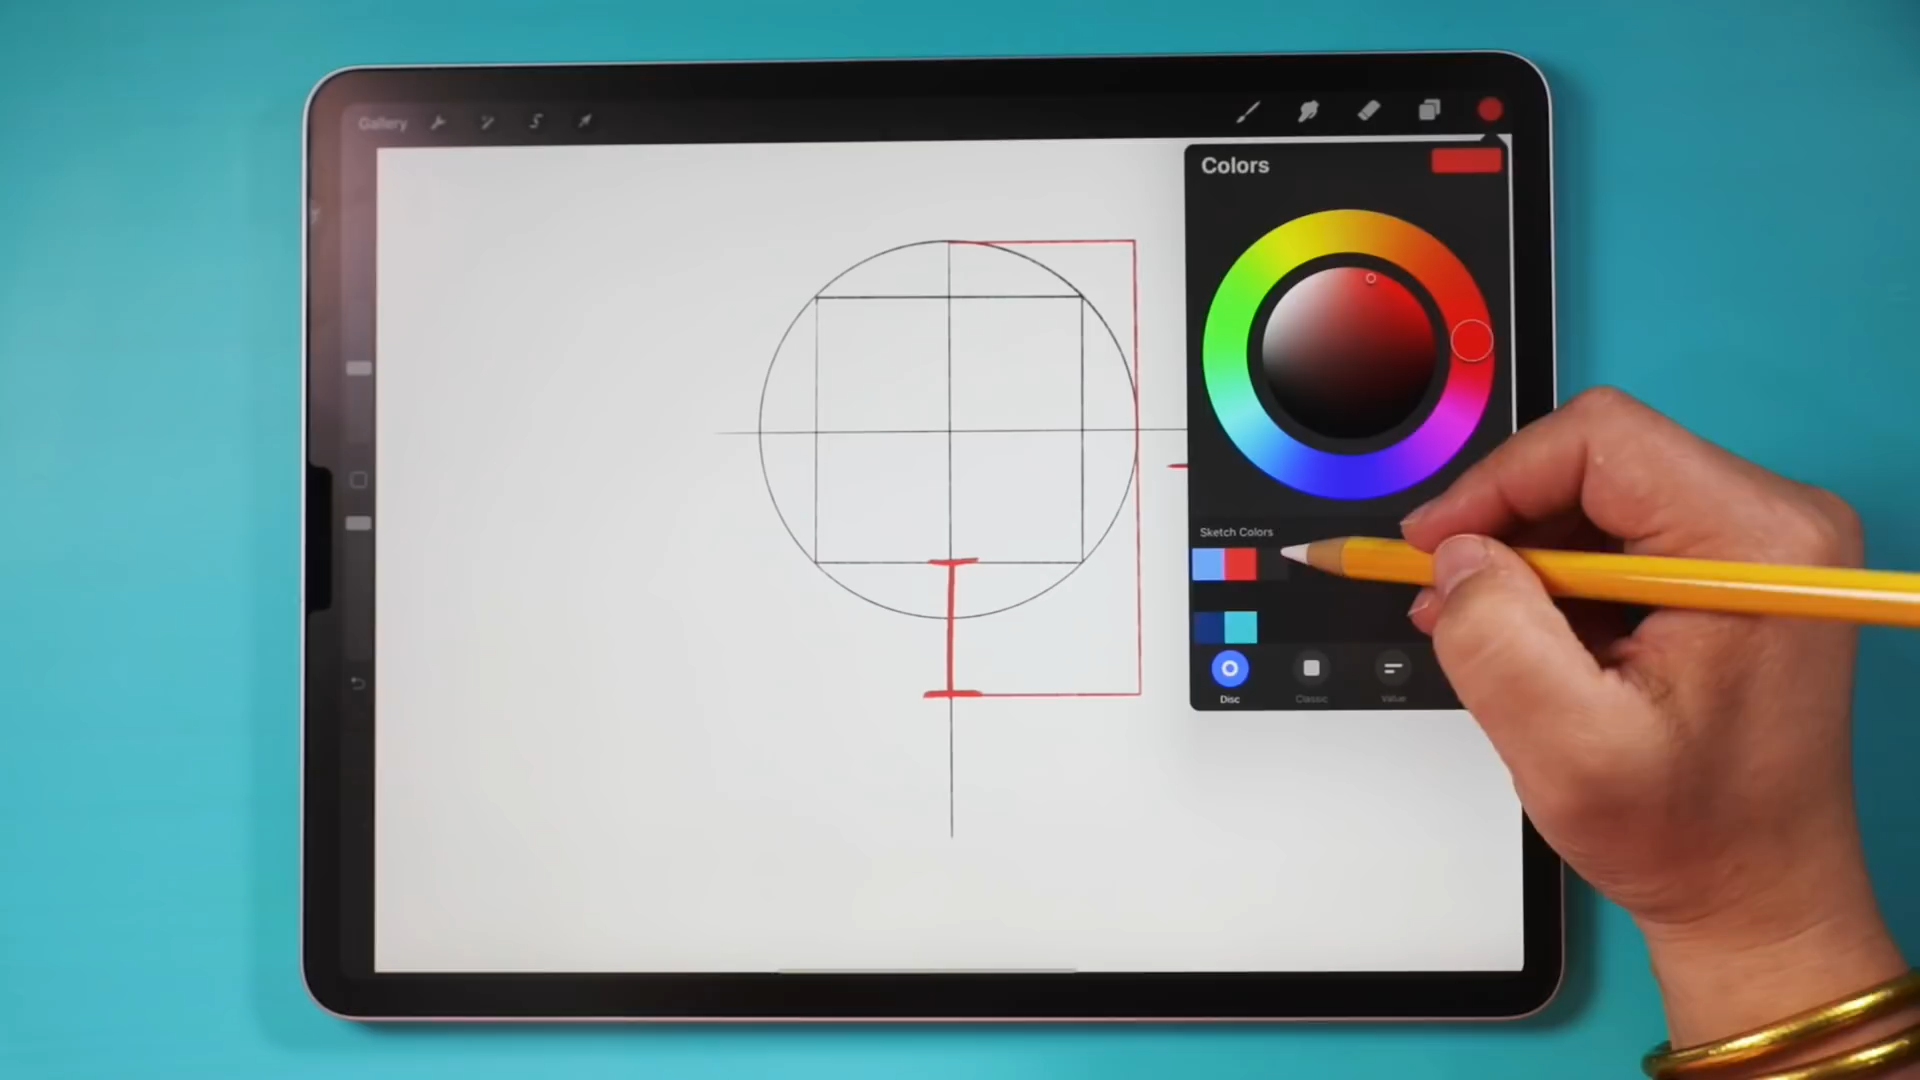 Gallery
Colors
Sketch Colors
Disc
Classic
Value